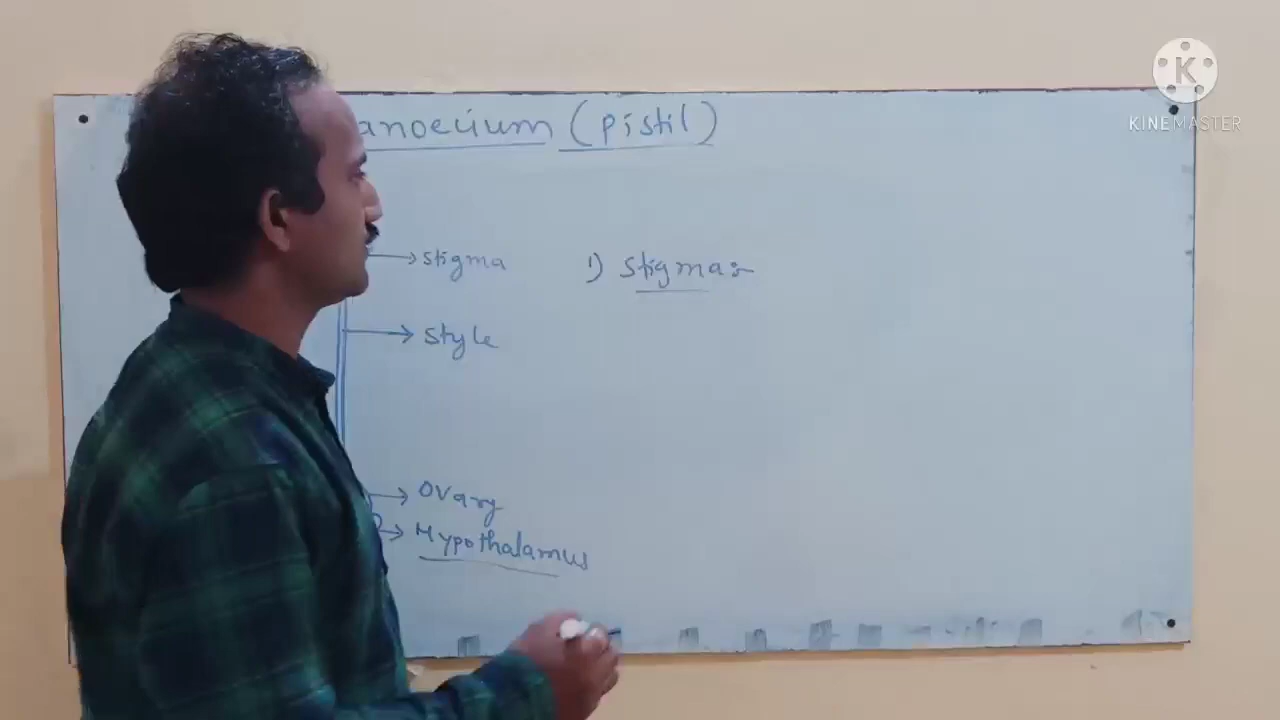 anoecium (pistil)
stigma
1) stigma:-
style
ovary
Hypothalamus
K
KINEMASTER